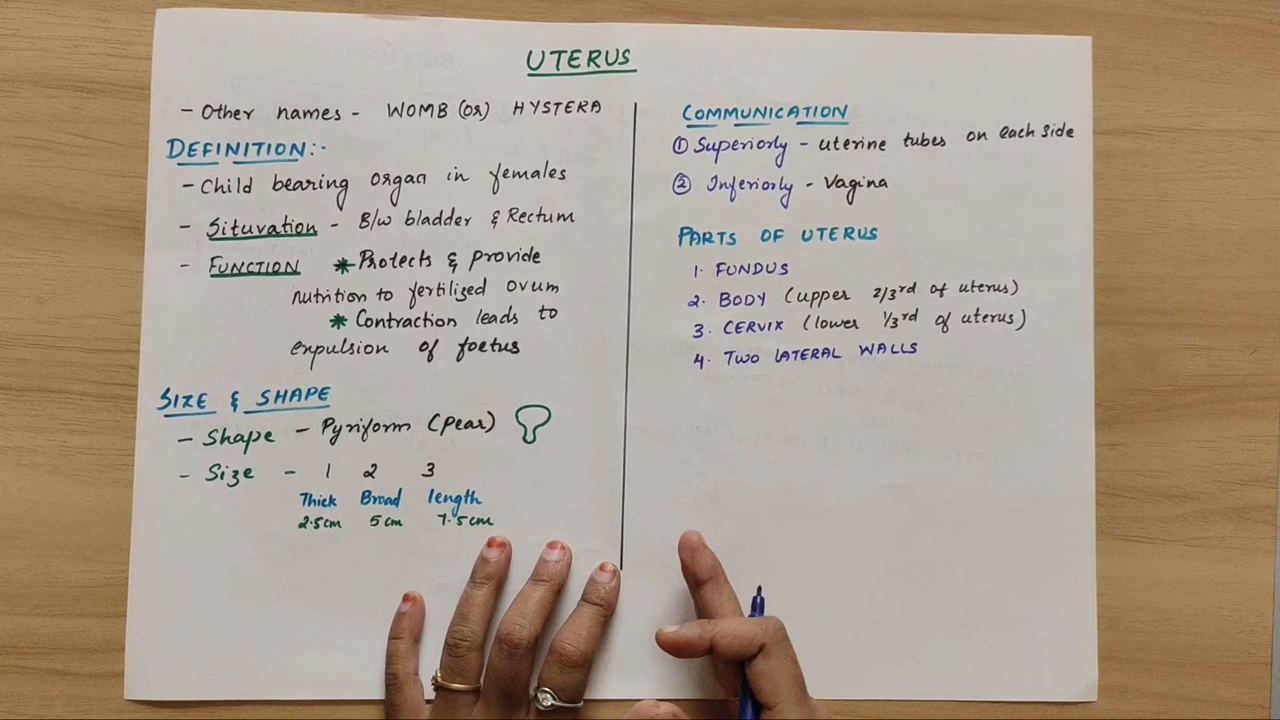 UTERUS
- Other names - WOMB (or) HYSTERA
DEFINITION:-
- Child bearing organ in females
- Situvation - B/w bladder & Rectum
- FUNCTION * Protects & provide
nutrition to fertilized ovum
* Contraction leads to
expulsion of foetus
SIZE & SHAPE
- Shape - Pyriform (Pear)
- Size - 1 2 3
Thick Broad length
2.5cm 5cm 7.5cm
COMMUNICATION
① Superiorly - uterine tubes on each side
② Inferiorly - Vagina
PARTS OF UTERUS
1. FUNDUS
2. BODY (upper 2/3rd of uterus)
3. CERVIX (lower 1/3rd of uterus)
4. TWO LATERAL WALLS